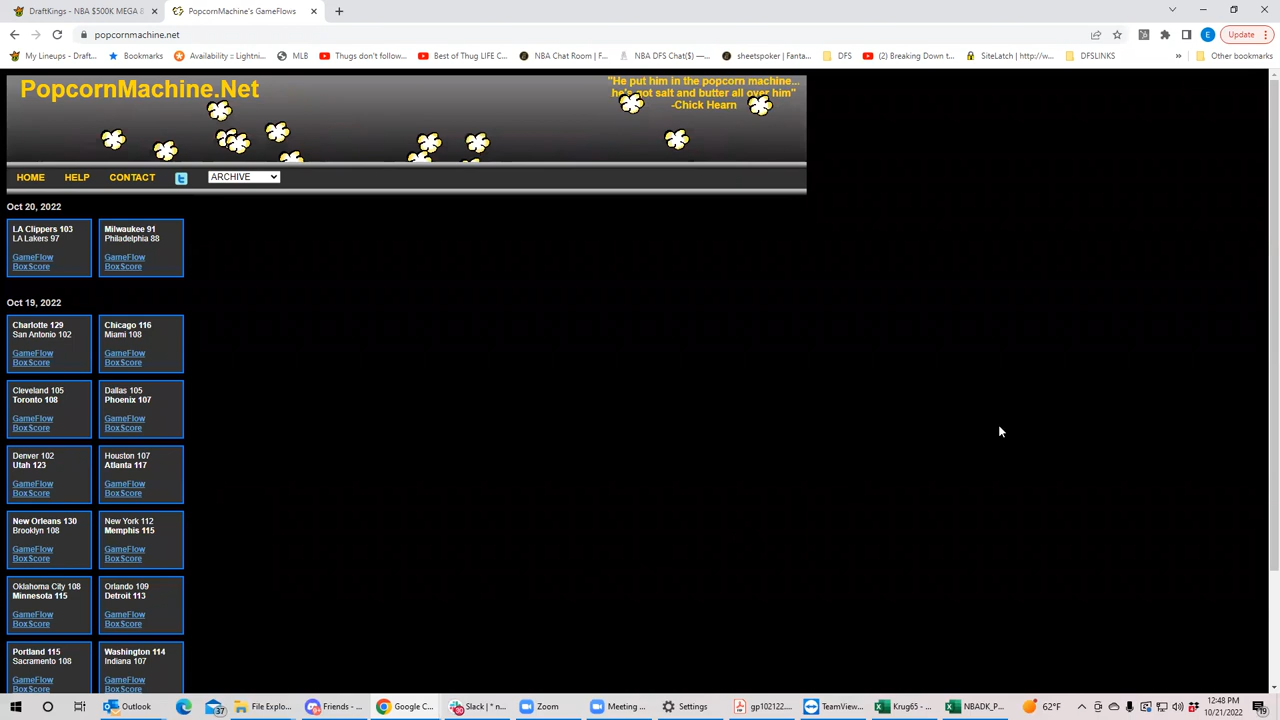 DraftKings - NBA $500K MEGA 8
PopcornMachine's GameFlows
popcornmachine.net
Update
My Lineups - Draft...
Bookmarks
Availability :: Lightni...
MLB
Thugs don't follow...
Best of Thug LIFE C...
NBA Chat Room | F...
NBA DFS Chat($) —...
sheetspoker | Fanta...
DFS
(2) Breaking Down t...
SiteLatch | http://w...
DFSLINKS
»
Other bookmarks
PopcornMachine.Net
"He put him in the popcorn machine...
he's got salt and butter all over him"
-Chick Hearn
HOME HELP CONTACT ARCHIVE
Oct 20, 2022
LA Clippers 103
LA Lakers 97
GameFlow
BoxScore
Milwaukee 91
Philadelphia 88
GameFlow
BoxScore
Oct 19, 2022
Charlotte 129
San Antonio 102
GameFlow
BoxScore
Chicago 116
Miami 108
GameFlow
BoxScore
Cleveland 105
Toronto 108
GameFlow
BoxScore
Dallas 105
Phoenix 107
GameFlow
BoxScore
Denver 102
Utah 123
GameFlow
BoxScore
Houston 107
Atlanta 117
GameFlow
BoxScore
New Orleans 130
Brooklyn 108
GameFlow
BoxScore
New York 112
Memphis 115
GameFlow
BoxScore
Oklahoma City 108
Minnesota 115
GameFlow
BoxScore
Orlando 109
Detroit 113
GameFlow
BoxScore
Portland 115
Sacramento 108
GameFlow
BoxScore
Washington 114
Indiana 107
GameFlow
BoxScore
Outlook
37
File Explo...
Friends - ...
Google C...
Slack | * n...
Zoom
Meeting ...
Settings
gp102122...
TeamView...
Krug65 - ...
NBADK_P...
62°F
12:48 PM
10/21/2022
19